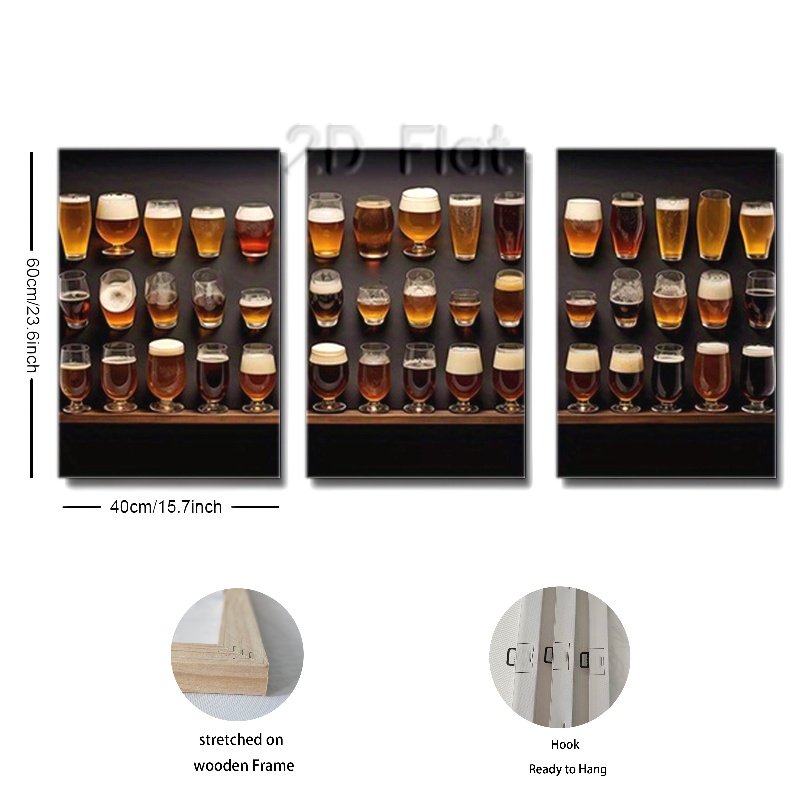 2D Flat
60cm/23.6inch
40cm/15.7inch
stretched on
wooden Frame
Hook
Ready to Hang